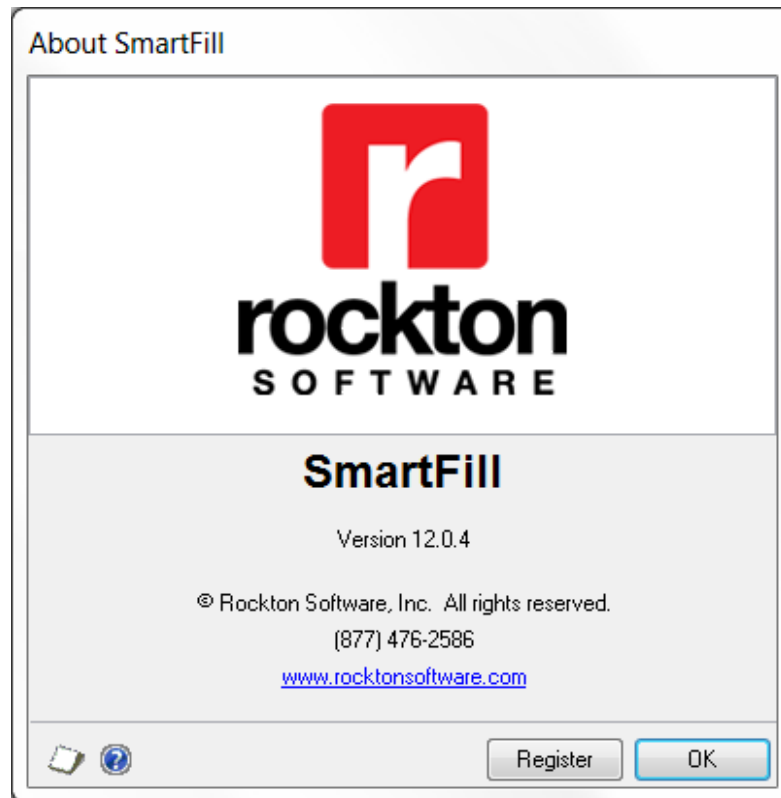 About SmartFill
r
rockton
SOFTWARE
SmartFill
Version 12.0.4
© Rockton Software, Inc.  All rights reserved.
(877) 476-2586
www.rocktonsoftware.com
? Register OK